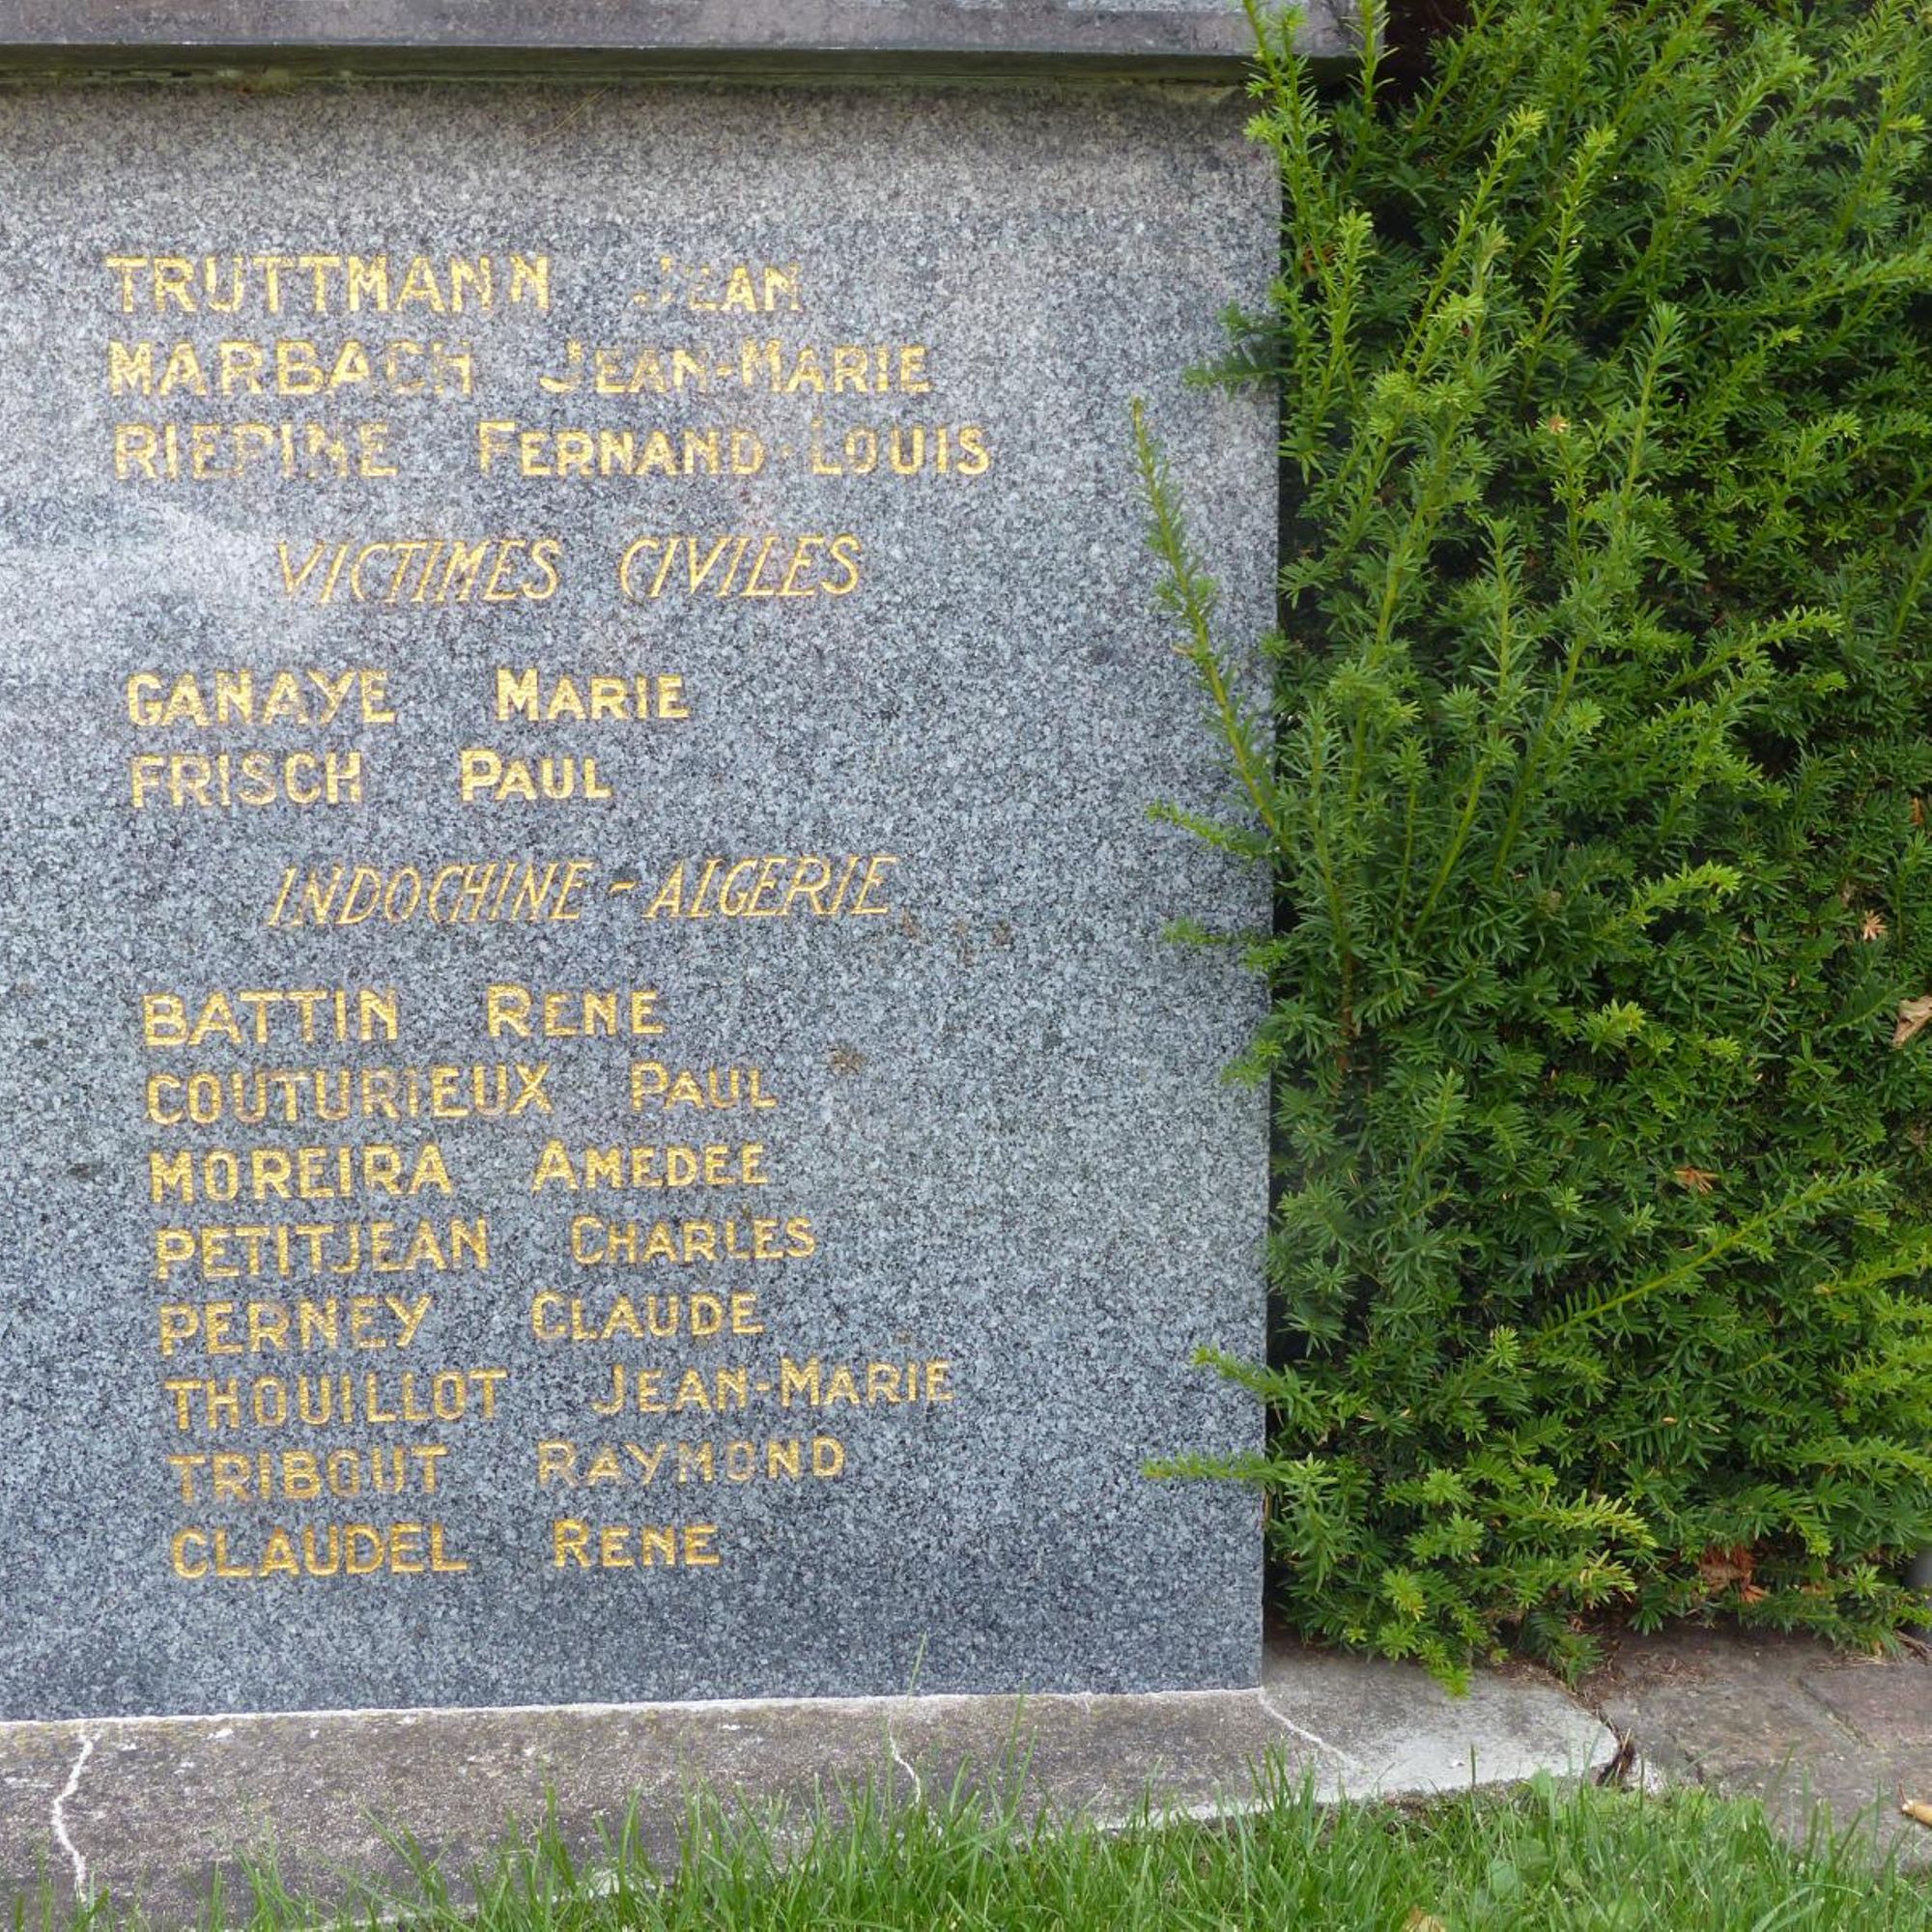 TRUTTMANN JEAN
MARBACH JEAN-MARIE
RIEPINE FERNAND-LOUIS
VICTIMES CIVILES
GANAYE MARIE
FRISCH PAUL
INDOCHINE - ALGERIE
BATTIN RENE
COUTURIEUX PAUL
MOREIRA AMEDEE
PETITJEAN CHARLES
PERNEY CLAUDE
THOUILLOT JEAN-MARIE
TRIBOUT RAYMOND
CLAUDEL RENE